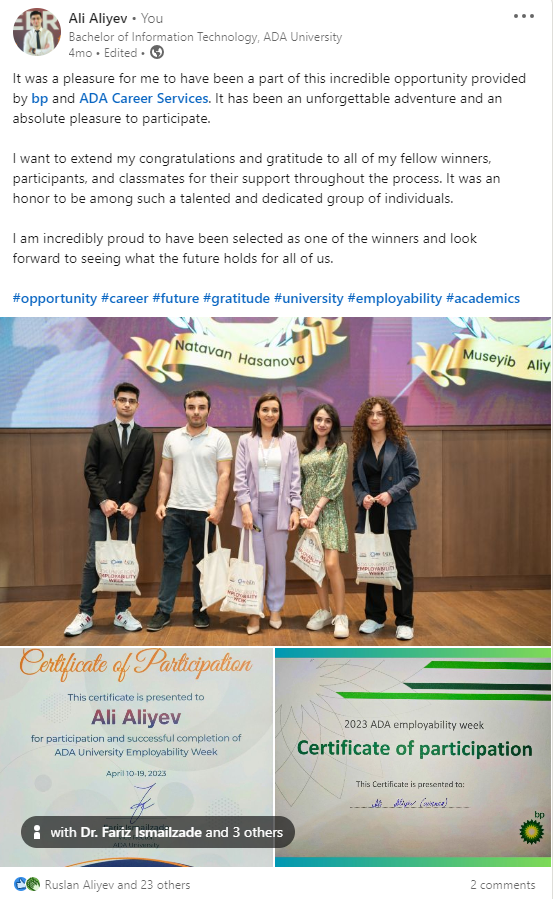 Ali Aliyev • You
Bachelor of Information Technology, ADA University
4mo • Edited •
It was a pleasure for me to have been a part of this incredible opportunity provided
by bp and ADA Career Services. It has been an unforgettable adventure and an
absolute pleasure to participate.
I want to extend my congratulations and gratitude to all of my fellow winners,
participants, and classmates for their support throughout the process. It was an
honor to be among such a talented and dedicated group of individuals.
I am incredibly proud to have been selected as one of the winners and look
forward to seeing what the future holds for all of us.
#opportunity #career #future #gratitude #university #employability #academics
Natavan Hasanova
Museyib Aliy
EMPLOYABILITY
WEEK
Certificate of Participation
This certificate is presented to
Ali Aliyev
for participation and successful completion of
ADA University Employability Week
April 10-19, 2023
ADA University
with Dr. Fariz Ismailzade and 3 others
2023 ADA employability week
Certificate of participation
This Certificate is presented to:
Ali Aliyev (winner)
bp
Ruslan Aliyev and 23 others
2 comments